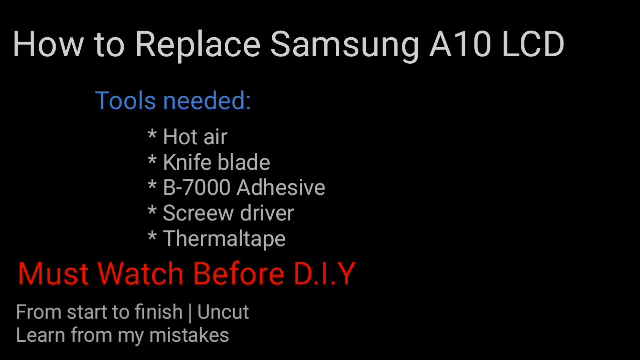 How to Replace Samsung A10 LCD
Tools needed:
* Hot air
* Knife blade
* B-7000 Adhesive
* Screew driver
* Thermaltape
Must Watch Before D.I.Y
From start to finish | Uncut
Learn from my mistakes